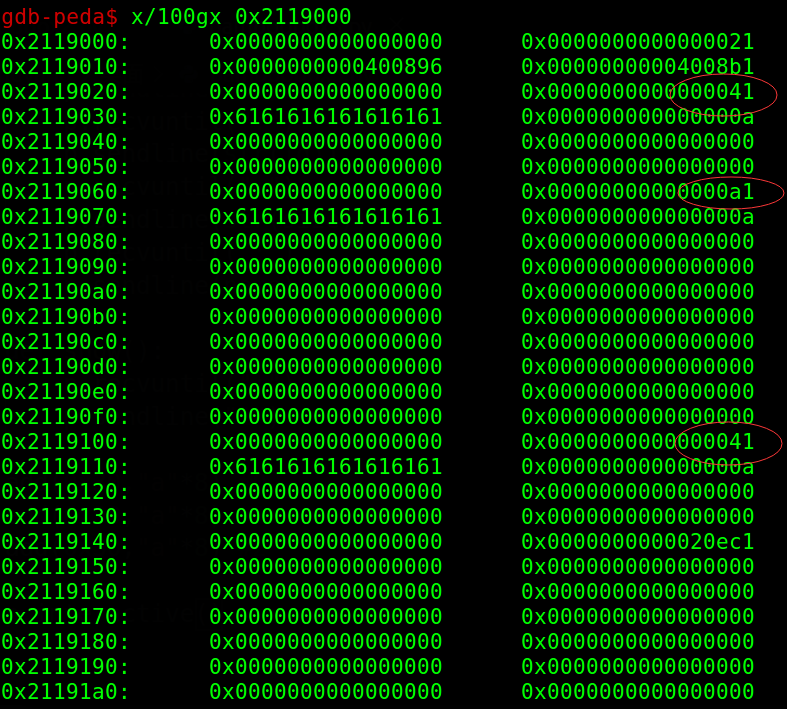 gdb-peda$ x/100gx 0x2119000
0x2119000: 0x0000000000000000 0x0000000000000021
0x2119010: 0x0000000000400896 0x00000000004008b1
0x2119020: 0x0000000000000000 0x0000000000000041
0x2119030: 0x6161616161616161 0x000000000000000a
0x2119040: 0x0000000000000000 0x0000000000000000
0x2119050: 0x0000000000000000 0x0000000000000000
0x2119060: 0x0000000000000000 0x00000000000000a1
0x2119070: 0x6161616161616161 0x000000000000000a
0x2119080: 0x0000000000000000 0x0000000000000000
0x2119090: 0x0000000000000000 0x0000000000000000
0x21190a0: 0x0000000000000000 0x0000000000000000
0x21190b0: 0x0000000000000000 0x0000000000000000
0x21190c0: 0x0000000000000000 0x0000000000000000
0x21190d0: 0x0000000000000000 0x0000000000000000
0x21190e0: 0x0000000000000000 0x0000000000000000
0x21190f0: 0x0000000000000000 0x0000000000000000
0x2119100: 0x0000000000000000 0x0000000000000041
0x2119110: 0x6161616161616161 0x000000000000000a
0x2119120: 0x0000000000000000 0x0000000000000000
0x2119130: 0x0000000000000000 0x0000000000000000
0x2119140: 0x0000000000000000 0x0000000000020ec1
0x2119150: 0x0000000000000000 0x0000000000000000
0x2119160: 0x0000000000000000 0x0000000000000000
0x2119170: 0x0000000000000000 0x0000000000000000
0x2119180: 0x0000000000000000 0x0000000000000000
0x2119190: 0x0000000000000000 0x0000000000000000
0x21191a0: 0x0000000000000000 0x0000000000000000